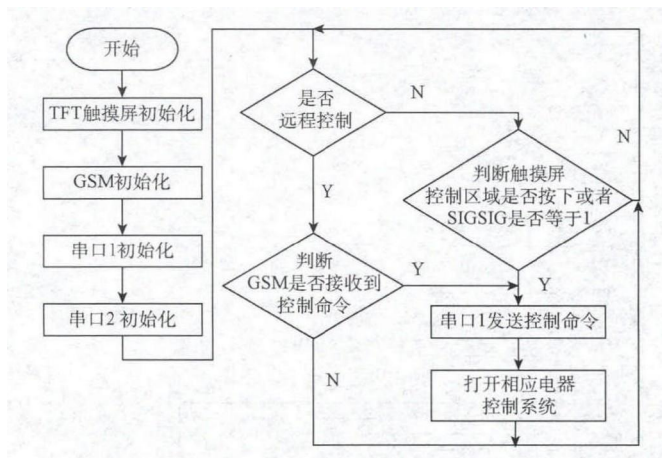 开始
TFT触摸屏初始化
GSM初始化
串口1初始化
串口2 初始化
是否
远程控制
N
Y
判断触摸屏
控制区域是否按下或者
SIGSIG是否等于1
N
Y
判断
GSM是否接收到
控制命令
Y
N
串口1发送控制命令
打开相应电器
控制系统